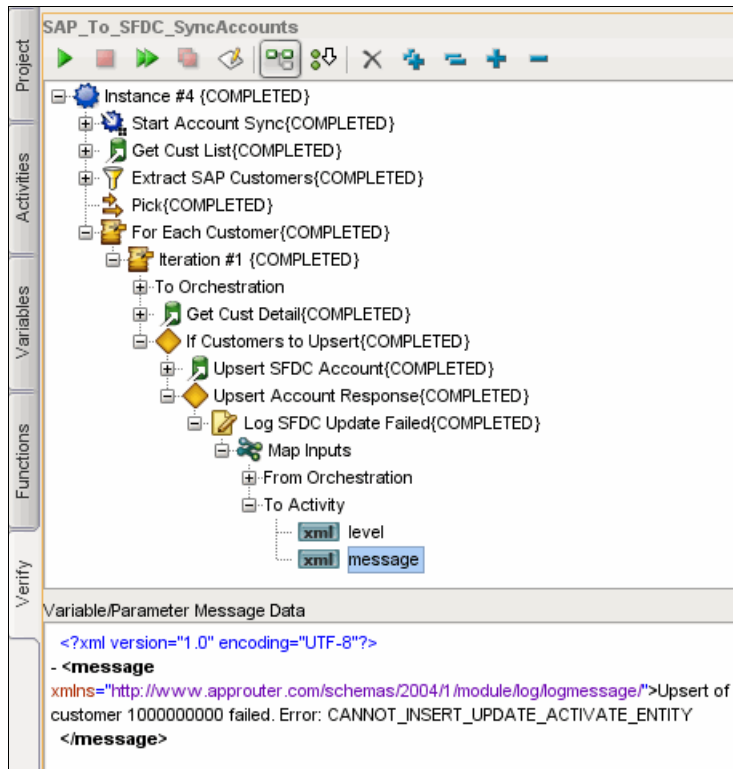 SAP_To_SFDC_SyncAccounts
Project
Activities
Variables
Functions
Verify
Instance #4 {COMPLETED}
Start Account Sync{COMPLETED}
Get Cust List{COMPLETED}
Extract SAP Customers{COMPLETED}
Pick{COMPLETED}
For Each Customer{COMPLETED}
Iteration #1 {COMPLETED}
To Orchestration
Get Cust Detail{COMPLETED}
If Customers to Upsert{COMPLETED}
Upsert SFDC Account{COMPLETED}
Upsert Account Response{COMPLETED}
Log SFDC Update Failed{COMPLETED}
Map Inputs
From Orchestration
To Activity
xml level
xml message
Variable/Parameter Message Data
<?xml version="1.0" encoding="UTF-8"?>
- <message
xmlns="http://www.approuter.com/schemas/2004/1/module/log/logmessage/">Upsert of
customer 1000000000 failed. Error: CANNOT_INSERT_UPDATE_ACTIVATE_ENTITY
</message>